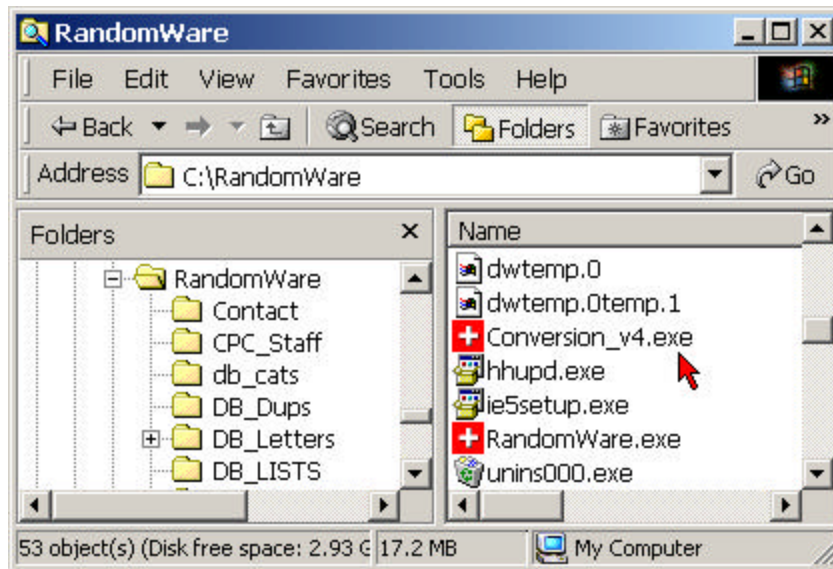 RandomWare
File Edit View Favorites Tools Help
Back Search Folders Favorites »
Address C:\RandomWare Go
Folders
RandomWare
Contact
CPC_Staff
db_cats
DB_Dups
DB_Letters
DB_LISTS
Name
dwtemp.0
dwtemp.0temp.1
Conversion_v4.exe
hhupd.exe
ie5setup.exe
RandomWare.exe
unins000.exe
53 object(s) (Disk free space: 2.93 G 17.2 MB My Computer